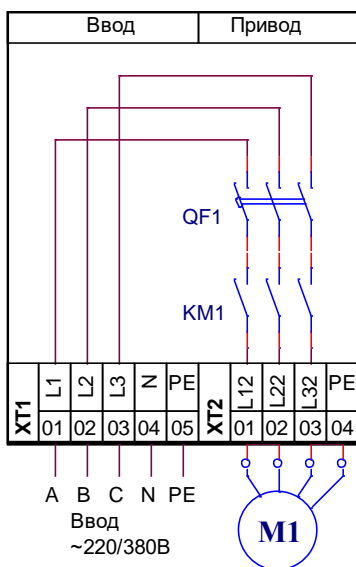 Ввод Привод
QF1
KM1
XT1 L1 L2 L3 N PE XT2 L12 L22 L32 PE
01 02 03 04 05 01 02 03 04
A B C N PE
Ввод
~220/380В
M1